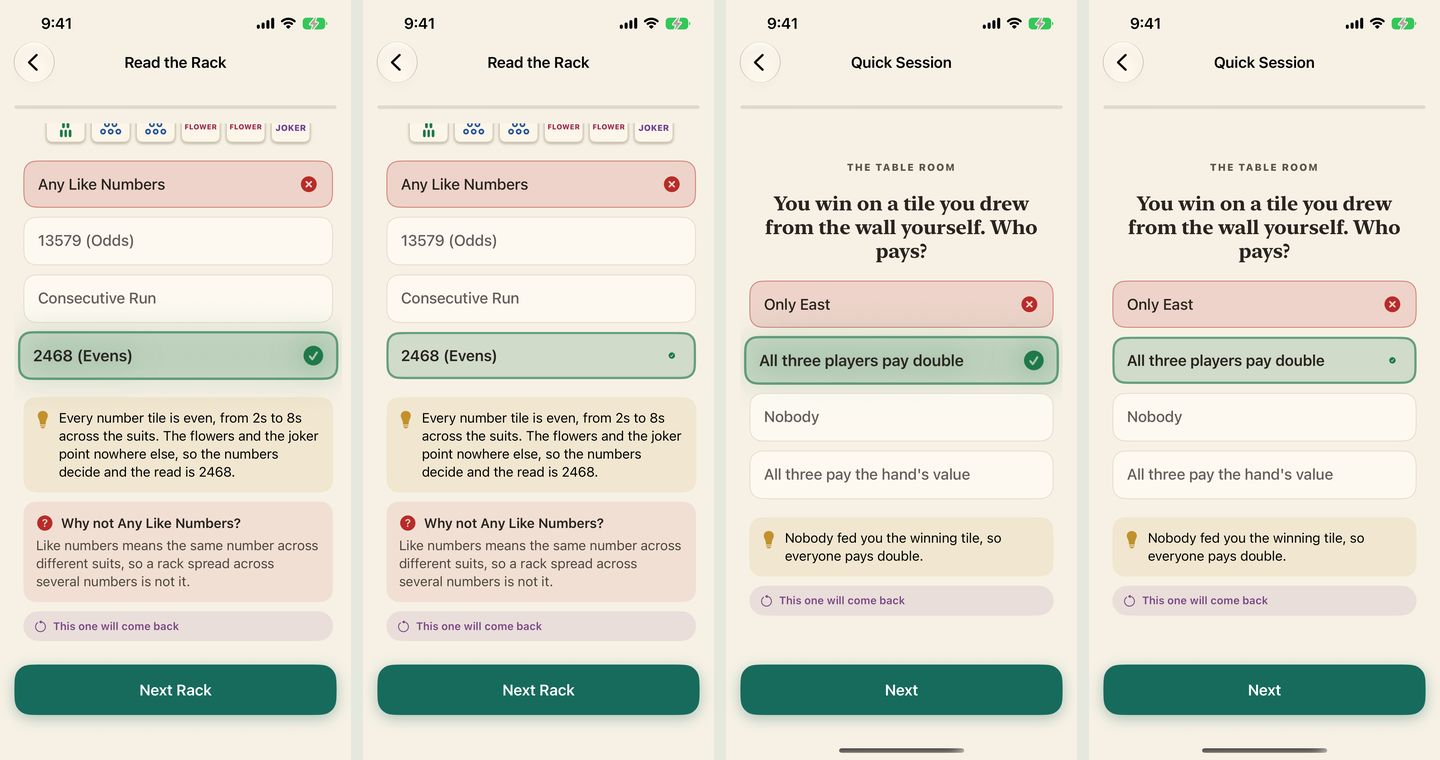 9:41
Read the Rack
FLOWER FLOWER JOKER
Any Like Numbers
13579 (Odds)
Consecutive Run
2468 (Evens)
Every number tile is even, from 2s to 8s
across the suits. The flowers and the joker
point nowhere else, so the numbers
decide and the read is 2468.
? Why not Any Like Numbers?
Like numbers means the same number across
different suits, so a rack spread across
several numbers is not it.
This one will come back
Next Rack
9:41
Read the Rack
FLOWER FLOWER JOKER
Any Like Numbers
13579 (Odds)
Consecutive Run
2468 (Evens)
Every number tile is even, from 2s to 8s
across the suits. The flowers and the joker
point nowhere else, so the numbers
decide and the read is 2468.
? Why not Any Like Numbers?
Like numbers means the same number across
different suits, so a rack spread across
several numbers is not it.
This one will come back
Next Rack
9:41
Quick Session
THE TABLE ROOM
You win on a tile you drew
from the wall yourself. Who
pays?
Only East
All three players pay double
Nobody
All three pay the hand's value
Nobody fed you the winning tile, so
everyone pays double.
This one will come back
Next
9:41
Quick Session
THE TABLE ROOM
You win on a tile you drew
from the wall yourself. Who
pays?
Only East
All three players pay double
Nobody
All three pay the hand's value
Nobody fed you the winning tile, so
everyone pays double.
This one will come back
Next